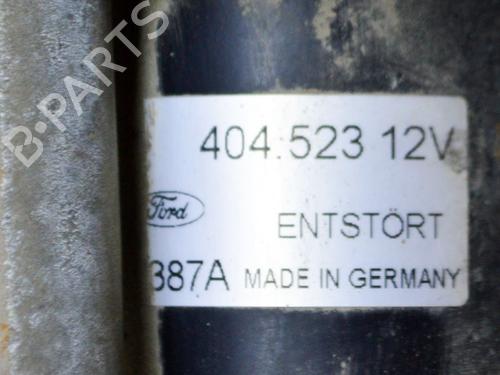 B-PARTS
404.523 12V
Ford
ENTSTÖRT
387A MADE IN GERMANY